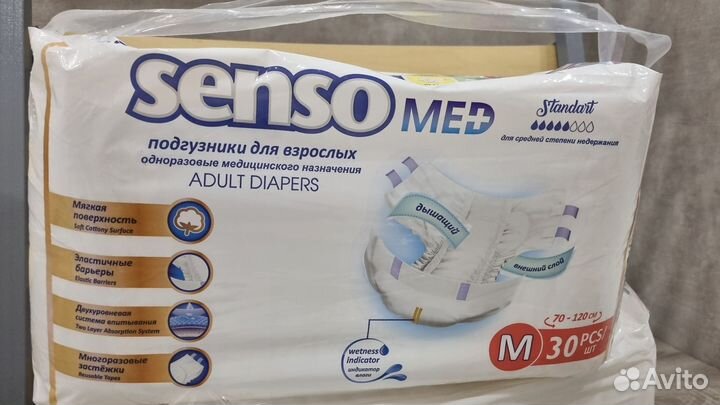 senso
MED
Standart
для средней степени недержания
подгузники для взрослых
одноразовые медицинского назначения
ADULT DIAPERS
Мягкая
поверхность
Soft Cottony Surface
Эластичные
барьеры
Elastic Barriers
Двухуровневая
система впитывания
Two Layer Absorption System
Многоразовые
застёжки
Reusable Tapes
дышащий
внешний слой
wetness
indicator
индикатор
влаги
70 - 120 см
M 30 PCS/
шт
Avito